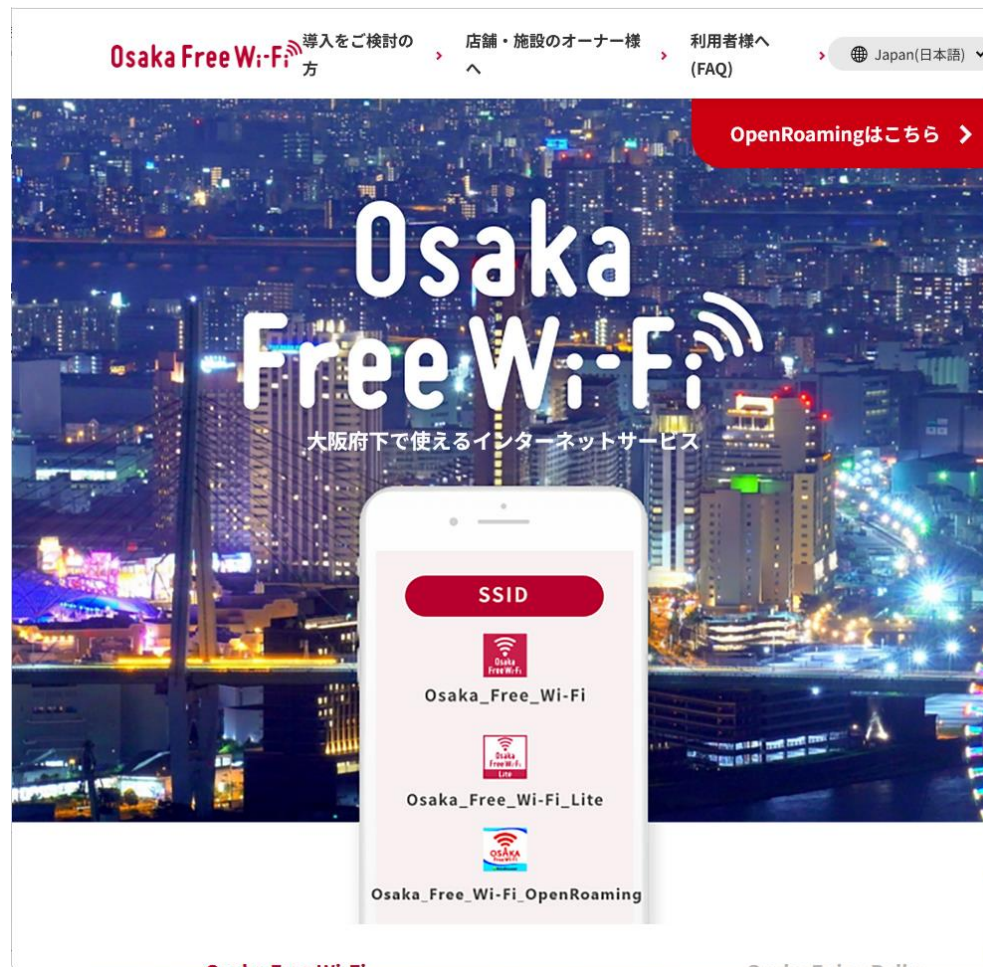 Osaka Free Wi-Fi
導入をご検討の
方
店舗・施設のオーナー様
へ
利用者様へ
(FAQ)
Japan(日本語)
OpenRoamingはこちら
Osaka
Free Wi-Fi
大阪府下で使えるインターネットサービス
SSID
Osaka
Free Wi-Fi
Osaka_Free_Wi-Fi
Osaka
Free Wi-Fi
Lite
Osaka_Free_Wi-Fi_Lite
OSAKA
Free Wi-Fi
Osaka_Free_Wi-Fi_OpenRoaming